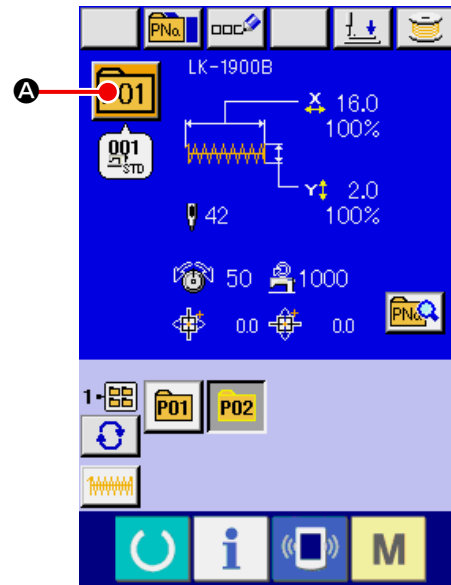 PNo.
LK-1900B
A
P01
X 16.0
100%
001
STD
Y 2.0
100%
42
50
1000
0.0
0.0
PNo.
1-
P01
P02
i
M